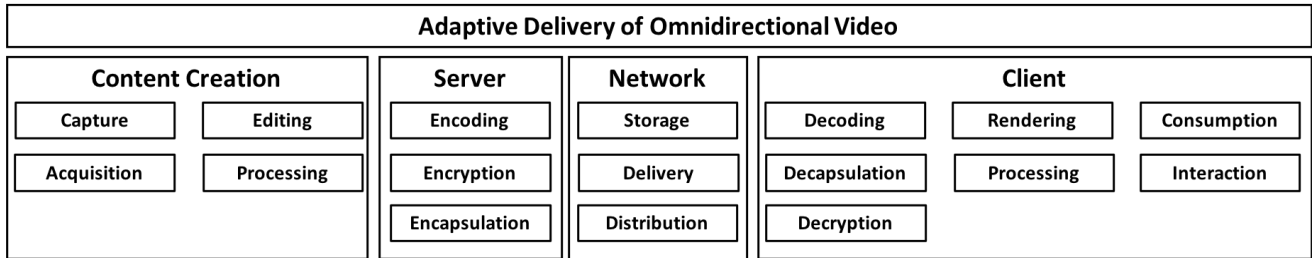 Adaptive Delivery of Omnidirectional Video
Content Creation
Capture
Editing
Acquisition
Processing
Server
Encoding
Encryption
Encapsulation
Network
Storage
Delivery
Distribution
Client
Decoding
Rendering
Consumption
Decapsulation
Processing
Interaction
Decryption